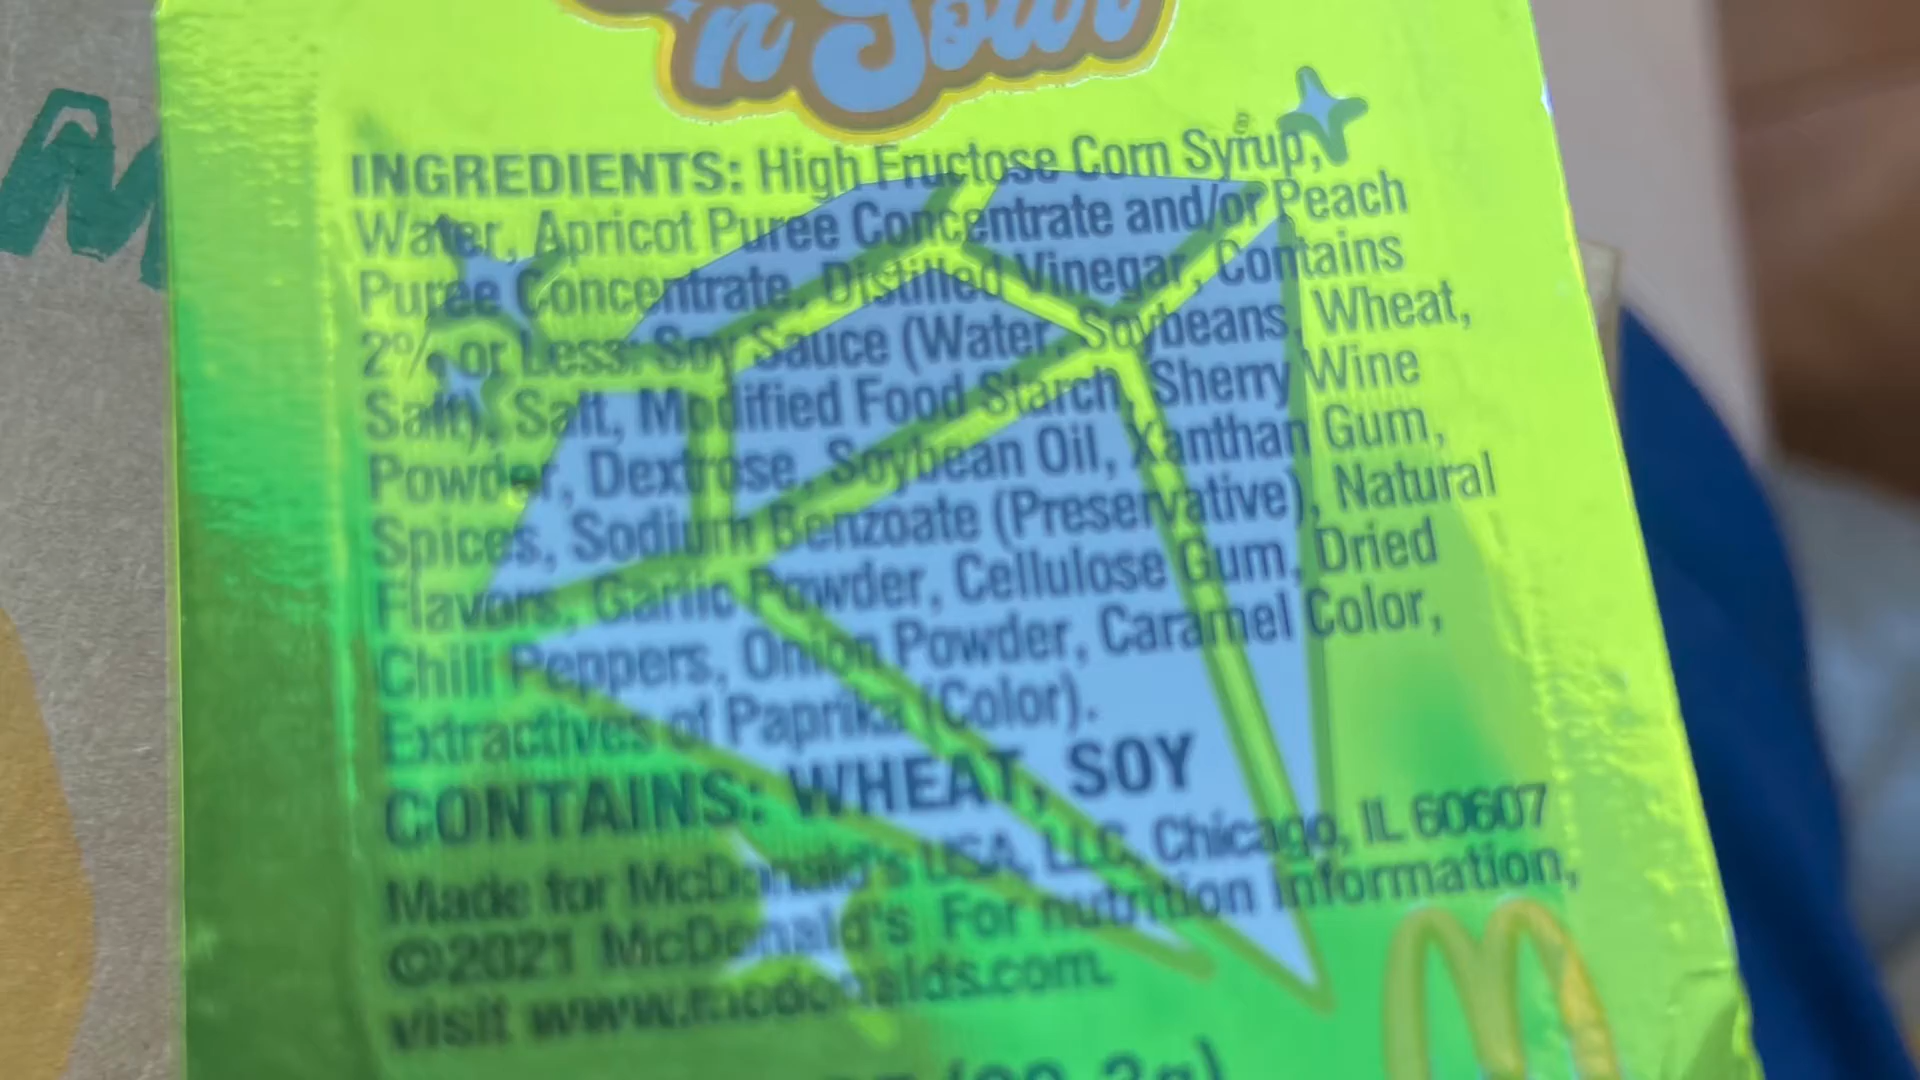 'n Sour
INGREDIENTS: High Fructose Corn Syrup,
Water, Apricot Puree Concentrate and/or Peach
Puree Concentrate, Distilled Vinegar, Contains
2% or Less: Soy Sauce (Water, Soybeans, Wheat,
Salt), Salt, Modified Food Starch, Sherry Wine
Powder, Dextrose, Soybean Oil, Xanthan Gum,
Spices, Sodium Benzoate (Preservative), Natural
Flavors, Garlic Powder, Cellulose Gum, Dried
Chili Peppers, Onion Powder, Caramel Color,
Extractives of Paprika (Color).
CONTAINS: WHEAT, SOY
Made for McDonald's USA, LLC, Chicago, IL 60607
©2021 McDonald's For nutrition information,
visit www.mcdonalds.com.